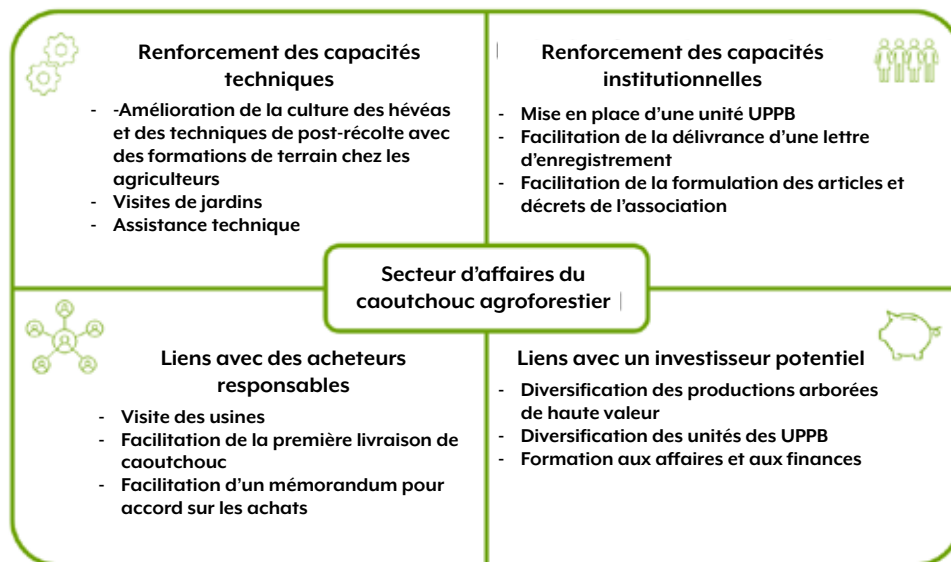 Renforcement des capacités
techniques
- -Amélioration de la culture des hévéas
et des techniques de post-récolte avec
des formations de terrain chez les
agriculteurs
- Visites de jardins
- Assistance technique
Renforcement des capacités
institutionnelles
- Mise en place d'une unité UPPB
- Facilitation de la délivrance d'une lettre
d'enregistrement
- Facilitation de la formulation des articles et
décrets de l'association
Secteur d'affaires du
caoutchouc agroforestier
Liens avec des acheteurs
responsables
- Visite des usines
- Facilitation de la première livraison de
caoutchouc
- Facilitation d'un mémorandum pour
accord sur les achats
Liens avec un investisseur potentiel
- Diversification des productions arborées
de haute valeur
- Diversification des unités des UPPB
- Formation aux affaires et aux finances